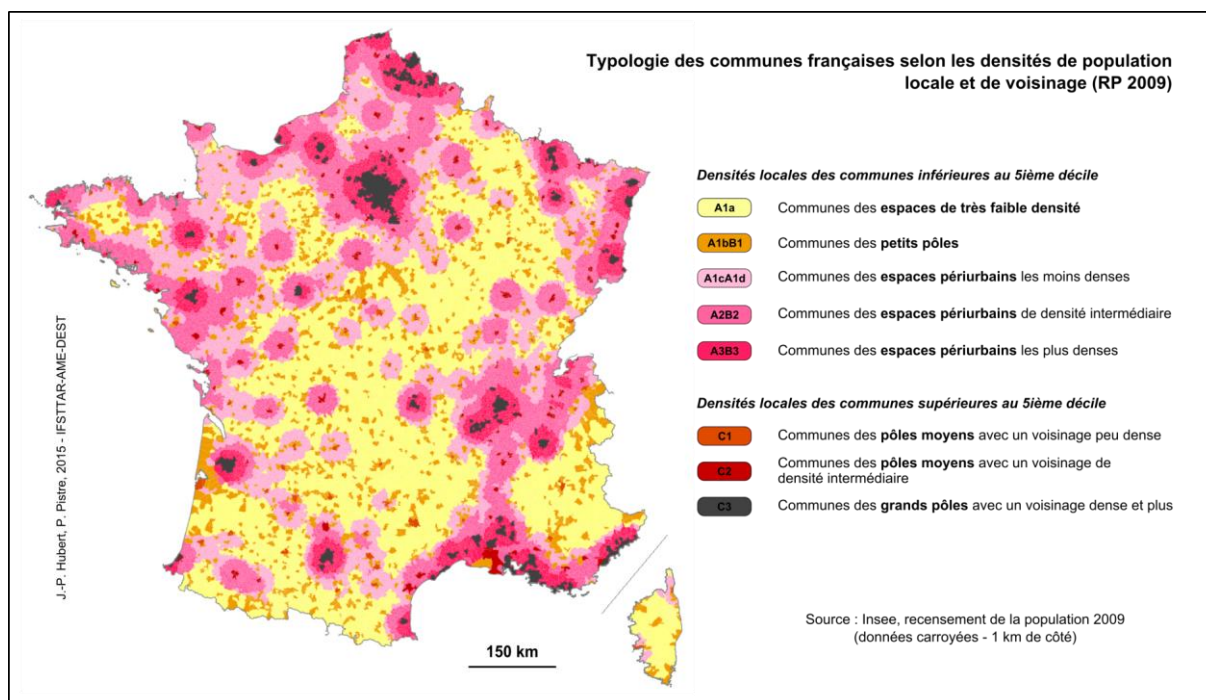 Typologie des communes françaises selon les densités de population
locale et de voisinage (RP 2009)
Densités locales des communes inférieures au 5ième décile
A1a Communes des espaces de très faible densité
A1bB1 Communes des petits pôles
A1cA1d Communes des espaces périurbains les moins denses
A2B2 Communes des espaces périurbains de densité intermédiaire
A3B3 Communes des espaces périurbains les plus denses
Densités locales des communes supérieures au 5ième décile
C1 Communes des pôles moyens avec un voisinage peu dense
C2 Communes des pôles moyens avec un voisinage de
densité intermédiaire
C3 Communes des grands pôles avec un voisinage dense et plus
J.-P. Hubert, P. Pistre, 2015 - IFSTTAR-AME-DEST
150 km
Source : Insee, recensement de la population 2009
(données carroyées - 1 km de côté)